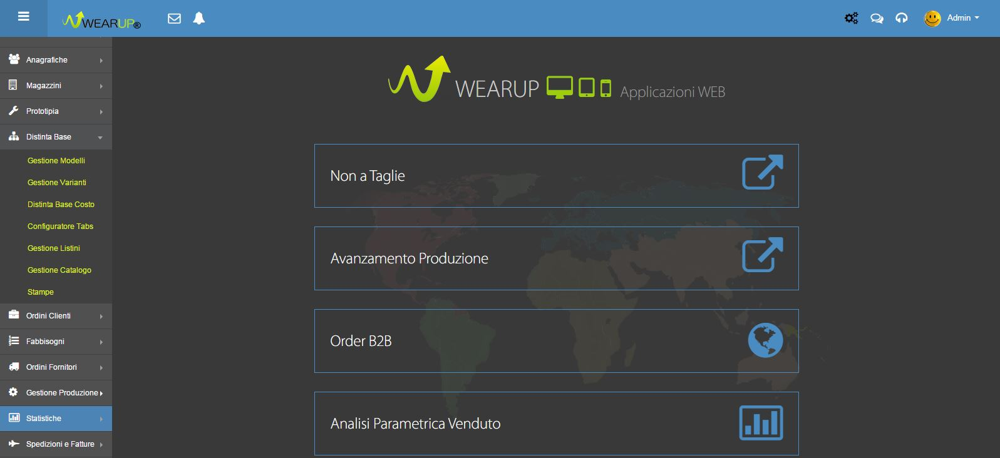 WEARUP®
Admin
Anagrafiche
Magazzini
Prototipia
Distinta Base
Gestione Modelli
Gestione Varianti
Distinta Base Costo
Configuratore Tabs
Gestione Listini
Gestione Catalogo
Stampe
Ordini Clienti
Fabbisogni
Ordini Fornitori
Gestione Produzione
Statistiche
Spedizioni e Fatture
WEARUP Applicazioni WEB
Non a Taglie
Avanzamento Produzione
Order B2B
Analisi Parametrica Venduto